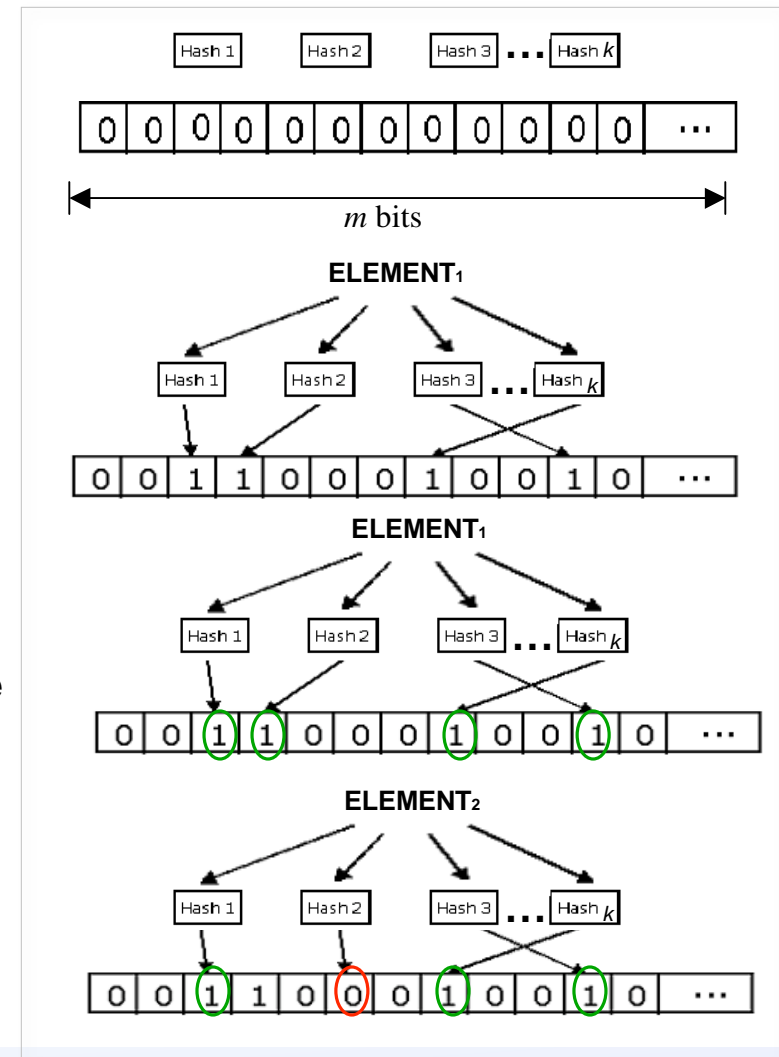 Hash 1 Hash 2 Hash 3 ... Hash k
0 0 0 0 0 0 0 0 0 0 0 0 ...
m bits
ELEMENT₁
Hash 1 Hash 2 Hash 3 ... Hash k
0 0 1 1 0 0 0 1 0 0 1 0 ...
ELEMENT₁
Hash 1 Hash 2 Hash 3 ... Hash k
e
0 0 1 1 0 0 0 1 0 0 1 0 ...
ELEMENT₂
Hash 1 Hash 2 Hash 3 ... Hash k
0 0 1 1 0 0 0 1 0 0 1 0 ...